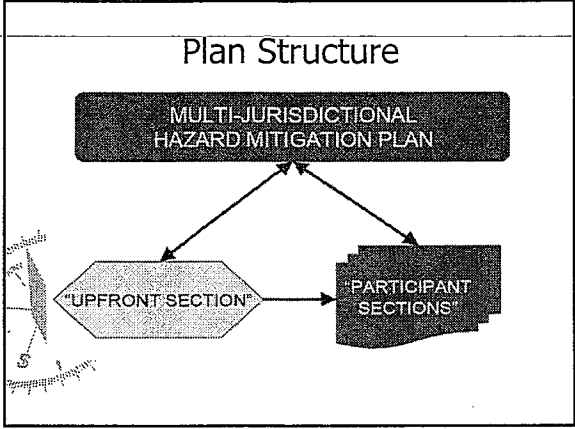 Plan Structure
MULTI-JURISDICTIONAL
HAZARD MITIGATION PLAN
"UPFRONT SECTION"
"PARTICIPANT
SECTIONS"
S